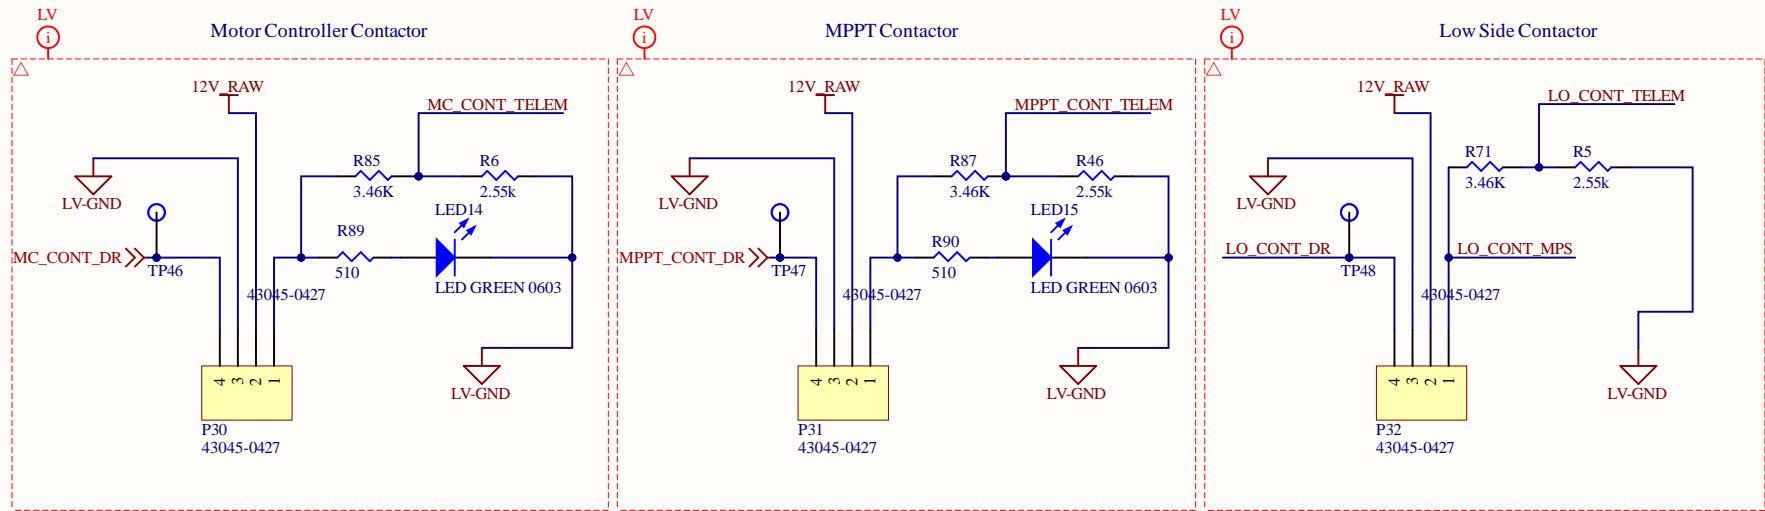 LV
i
Motor Controller Contactor
12V_RAW
MC_CONT_TELEM
R85
3.46K
R6
2.55k
LV-GND
LED14
R89
510
MC_CONT_DR
TP46
LED GREEN 0603
43045-0427
4
3
2
1
LV-GND
P30
43045-0427
LV
i
MPPT Contactor
12V_RAW
MPPT_CONT_TELEM
R87
3.46K
R46
2.55k
LV-GND
LED15
R90
510
MPPT_CONT_DR
TP47
LED GREEN 0603
43045-0427
4
3
2
1
LV-GND
P31
43045-0427
LV
i
Low Side Contactor
12V_RAW
LO_CONT_TELEM
R71
3.46K
R5
2.55k
LV-GND
LO_CONT_DR
TP48
LO_CONT_MPS
43045-0427
4
3
2
1
LV-GND
P32
43045-0427